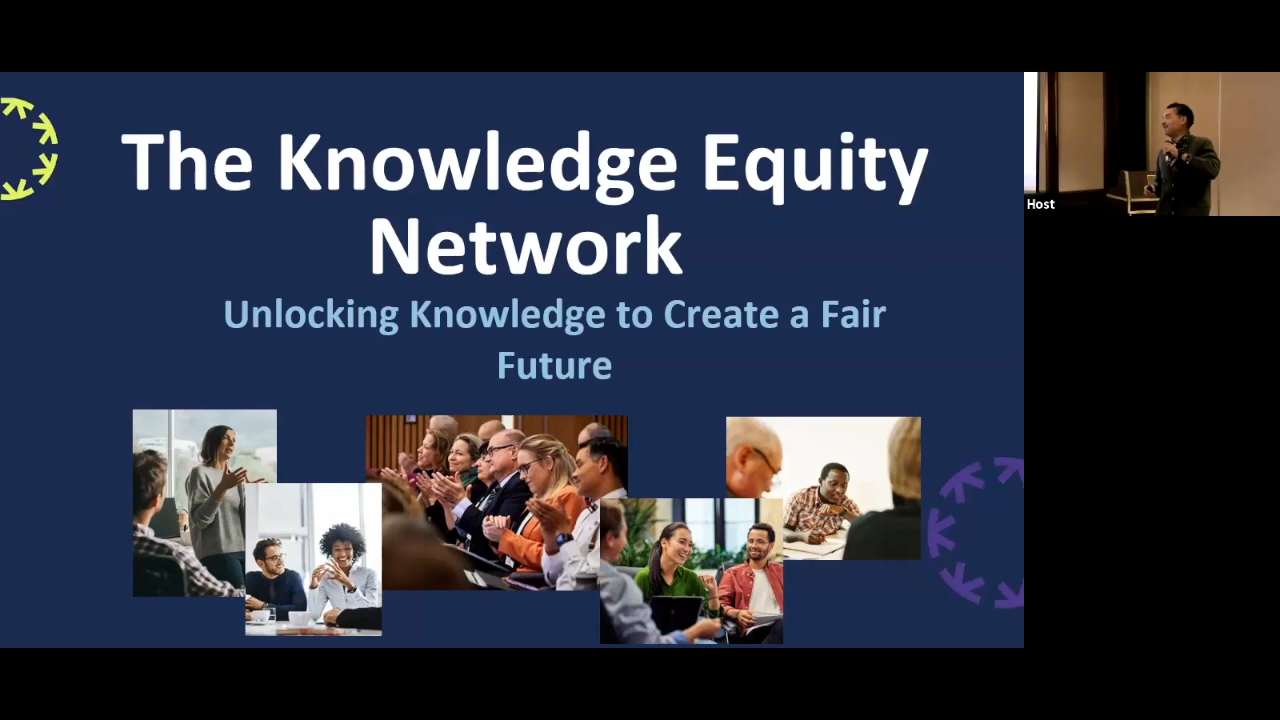 The Knowledge Equity
Network
Unlocking Knowledge to Create a Fair
Future
Host